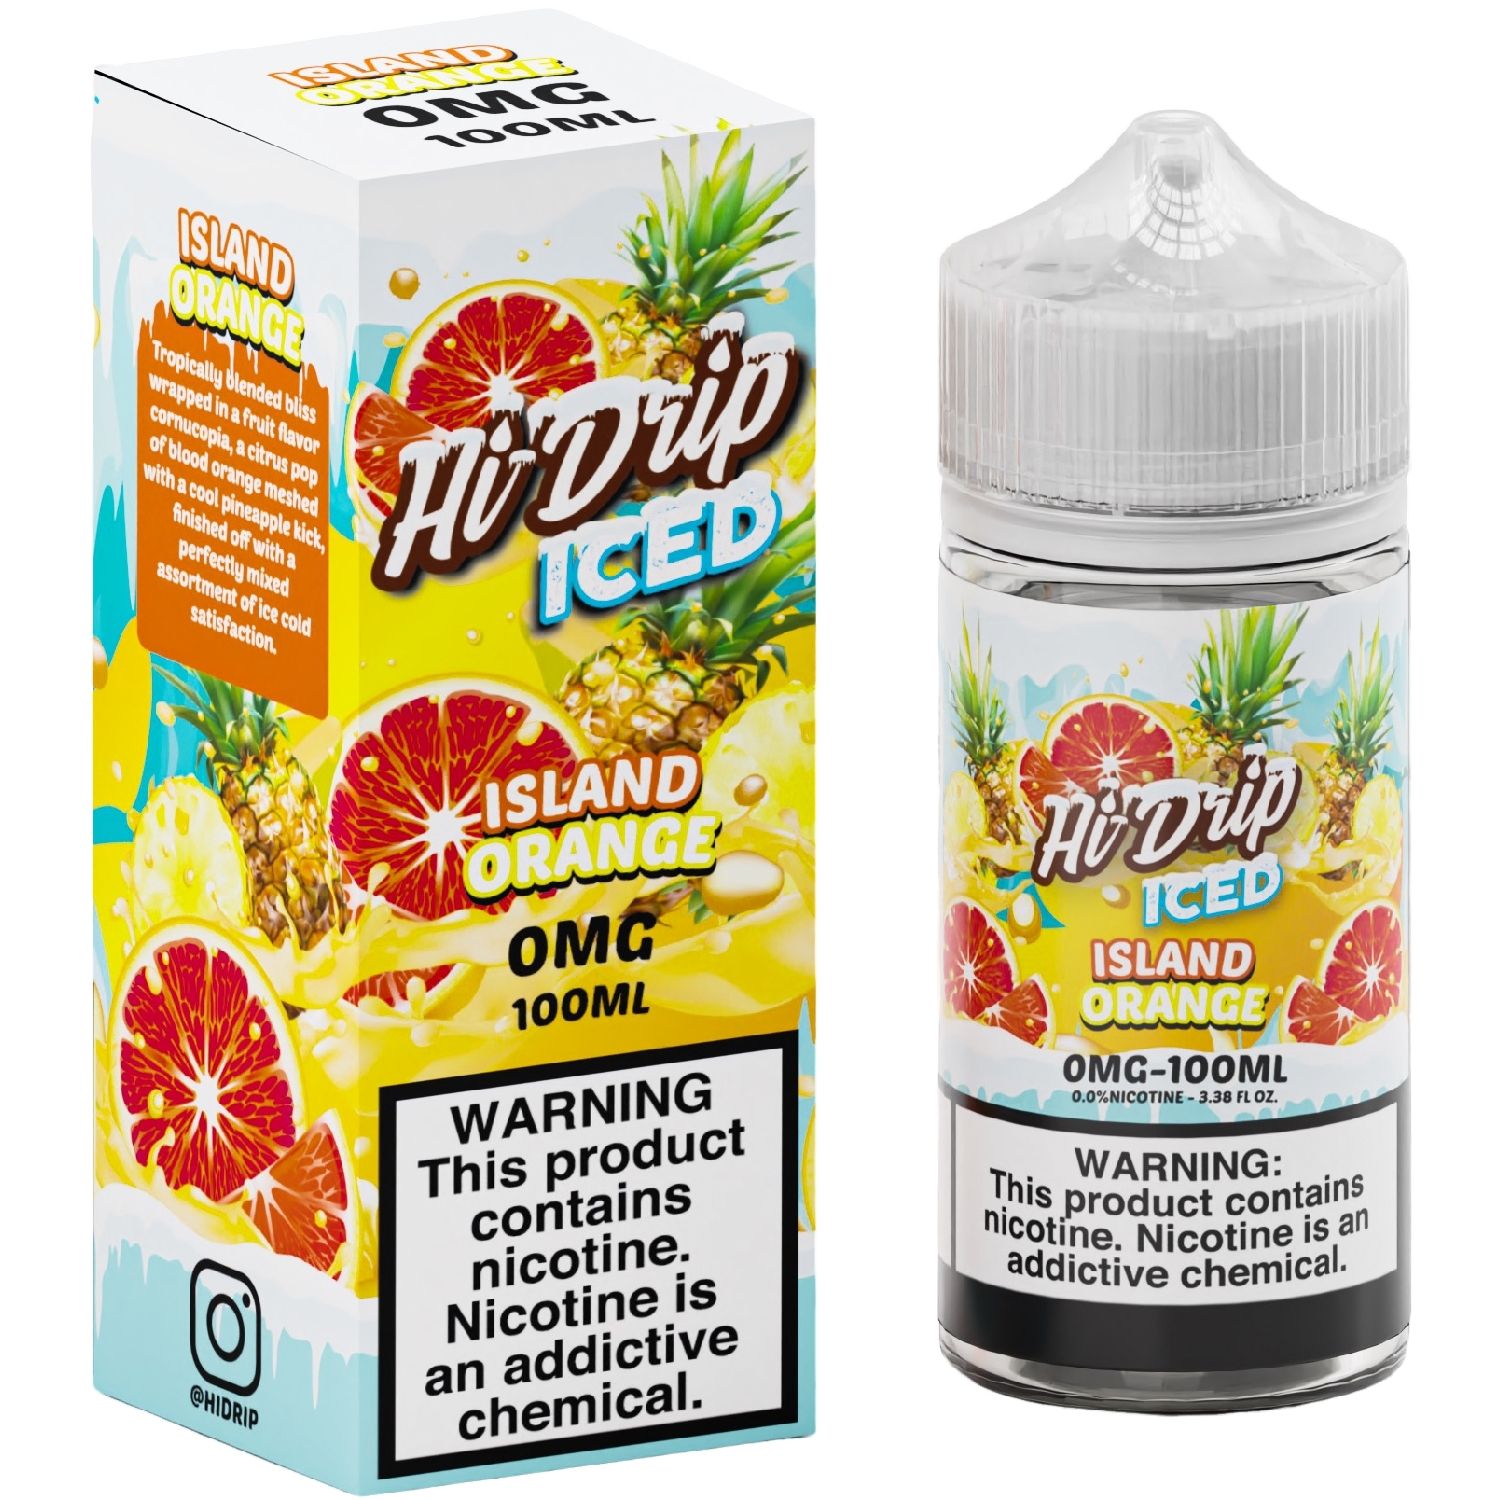 ISLAND
ORANGE
OMG
100ML
ISLAND
ORANGE
Tropically blended bliss
wrapped in a fruit flavor
cornucopia, a citrus pop
of blood orange meshed
with a cool pineapple kick,
finished off with a
perfectly mixed
assortment of ice cold
satisfaction.
@HIDRIP
Hi Drip
ICED
ISLAND
ORANGE
0MG
100ML
WARNING
This product
contains
nicotine.
Nicotine is
an addictive
chemical.
Hi Drip
ICED
ISLAND
ORANGE
0MG-100ML
0.0%NICOTINE - 3.38 FL OZ.
WARNING:
This product contains
nicotine. Nicotine is an
addictive chemical.